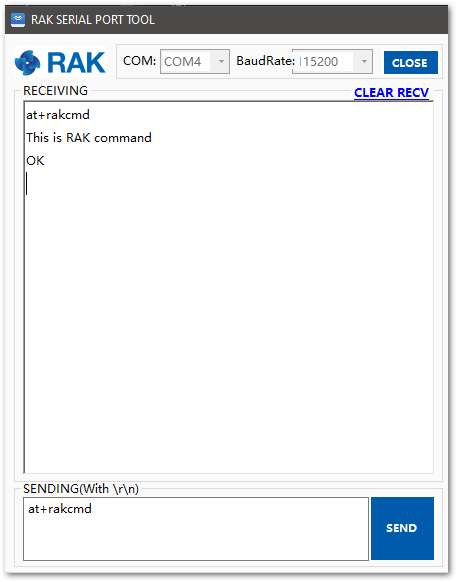 RAK SERIAL PORT TOOL
RAK COM: COM4 BaudRate: 115200 CLOSE
RECEIVING CLEAR RECV
at+rakcmd
This is RAK command
OK
SENDING(With \r\n)
at+rakcmd
SEND